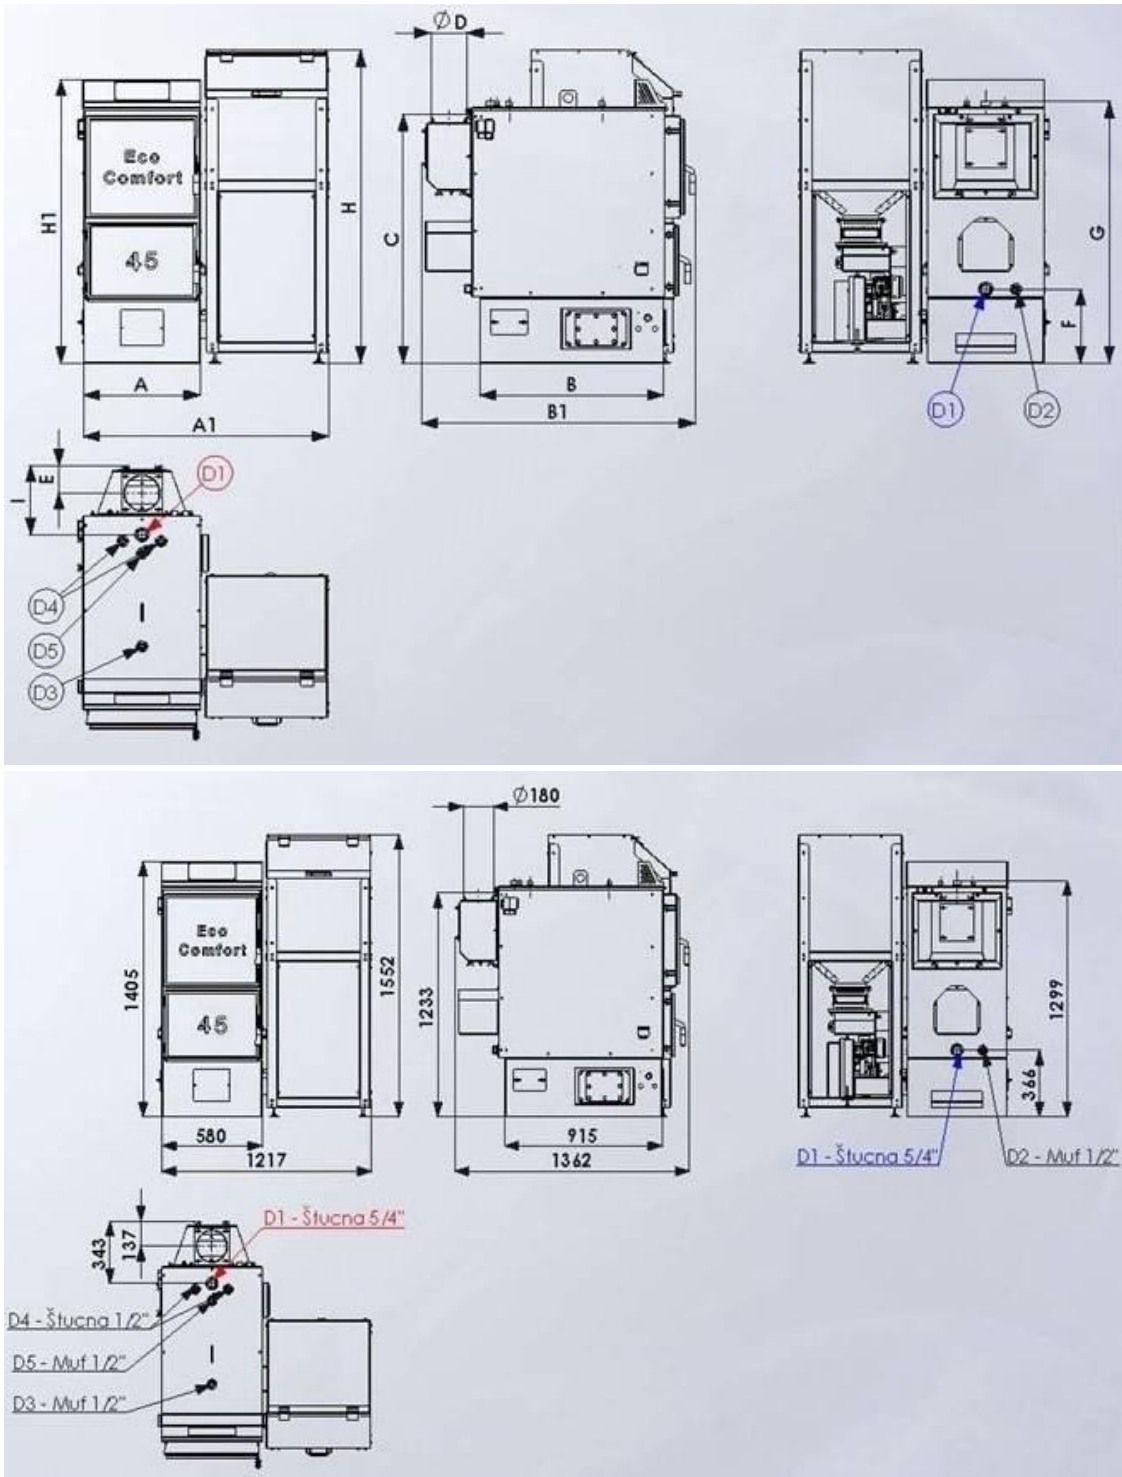 Ø D
Eco
Comfort
45
H1
H
A
A1
C
B
B1
G
F
D1
D2
I
E
D1
D4
D5
D3
Ø180
Eco
Comfort
45
1405
1552
580
1217
1233
915
1362
1299
366
D1 - Štucna 5/4"
D2 - Muf 1/2"
343
137
D1 - Štucna 5/4"
D4 - Štucna 1/2"
D5 - Muf 1/2"
D3 - Muf 1/2"